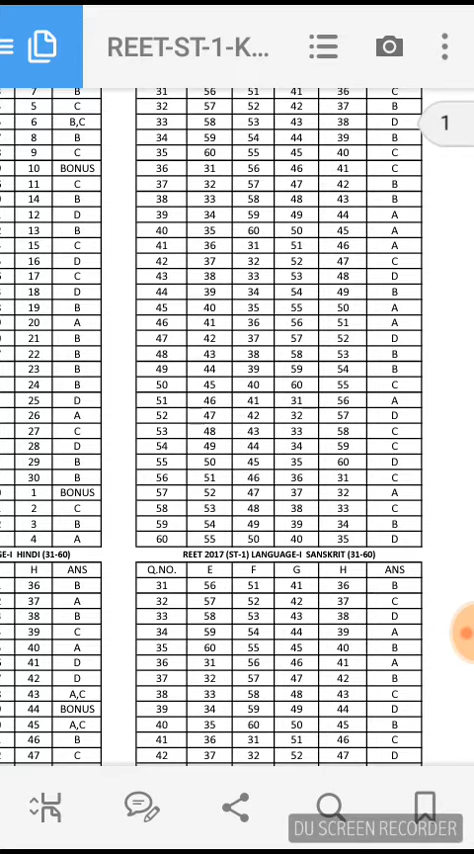 REET-ST-1-K...
1
7 B 31 56 51 41 36 C
5 C 32 57 52 42 37 B
6 B,C 33 58 53 43 38 D
8 B 34 59 54 44 39 B
9 C 35 60 55 45 40 C
10 BONUS 36 31 56 46 41 C
11 C 37 32 57 47 42 B
14 B 38 33 58 48 43 B
12 D 39 34 59 49 44 A
13 B 40 35 60 50 45 A
15 C 41 36 31 51 46 A
16 D 42 37 32 52 47 C
17 C 43 38 33 53 48 D
18 D 44 39 34 54 49 B
19 B 45 40 35 55 50 A
20 A 46 41 36 56 51 A
21 B 47 42 37 57 52 D
22 B 48 43 38 58 53 B
23 B 49 44 39 59 54 B
24 B 50 45 40 60 55 C
25 D 51 46 41 31 56 A
26 A 52 47 42 32 57 D
27 C 53 48 43 33 58 C
28 D 54 49 44 34 59 C
29 B 55 50 45 35 60 D
30 B 56 51 46 36 31 C
1 BONUS 57 52 47 37 32 A
2 C 58 53 48 38 33 C
3 B 59 54 49 39 34 B
4 A 60 55 50 40 35 D
GE-I HINDI (31-60) REET 2017 (ST-1) LANGUAGE-I SANSKRIT (31-60)
H ANS Q.NO. E F G H ANS
36 B 31 56 51 41 36 B
37 A 32 57 52 42 37 C
38 B 33 58 53 43 38 D
39 C 34 59 54 44 39 A
40 A 35 60 55 45 40 B
41 D 36 31 56 46 41 A
42 D 37 32 57 47 42 B
43 A,C 38 33 58 48 43 C
44 BONUS 39 34 59 49 44 D
45 A,C 40 35 60 50 45 B
46 B 41 36 31 51 46 C
47 C 42 37 32 52 47 D
DU SCREEN RECORDER